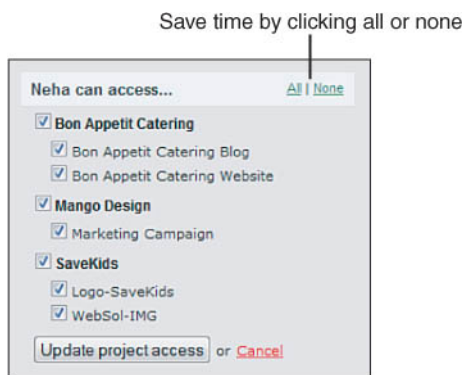 Save time by clicking all or none
Neha can access... All | None
Bon Appetit Catering
Bon Appetit Catering Blog
Bon Appetit Catering Website
Mango Design
Marketing Campaign
SaveKids
Logo-SaveKids
WebSol-IMG
Update project access or Cancel